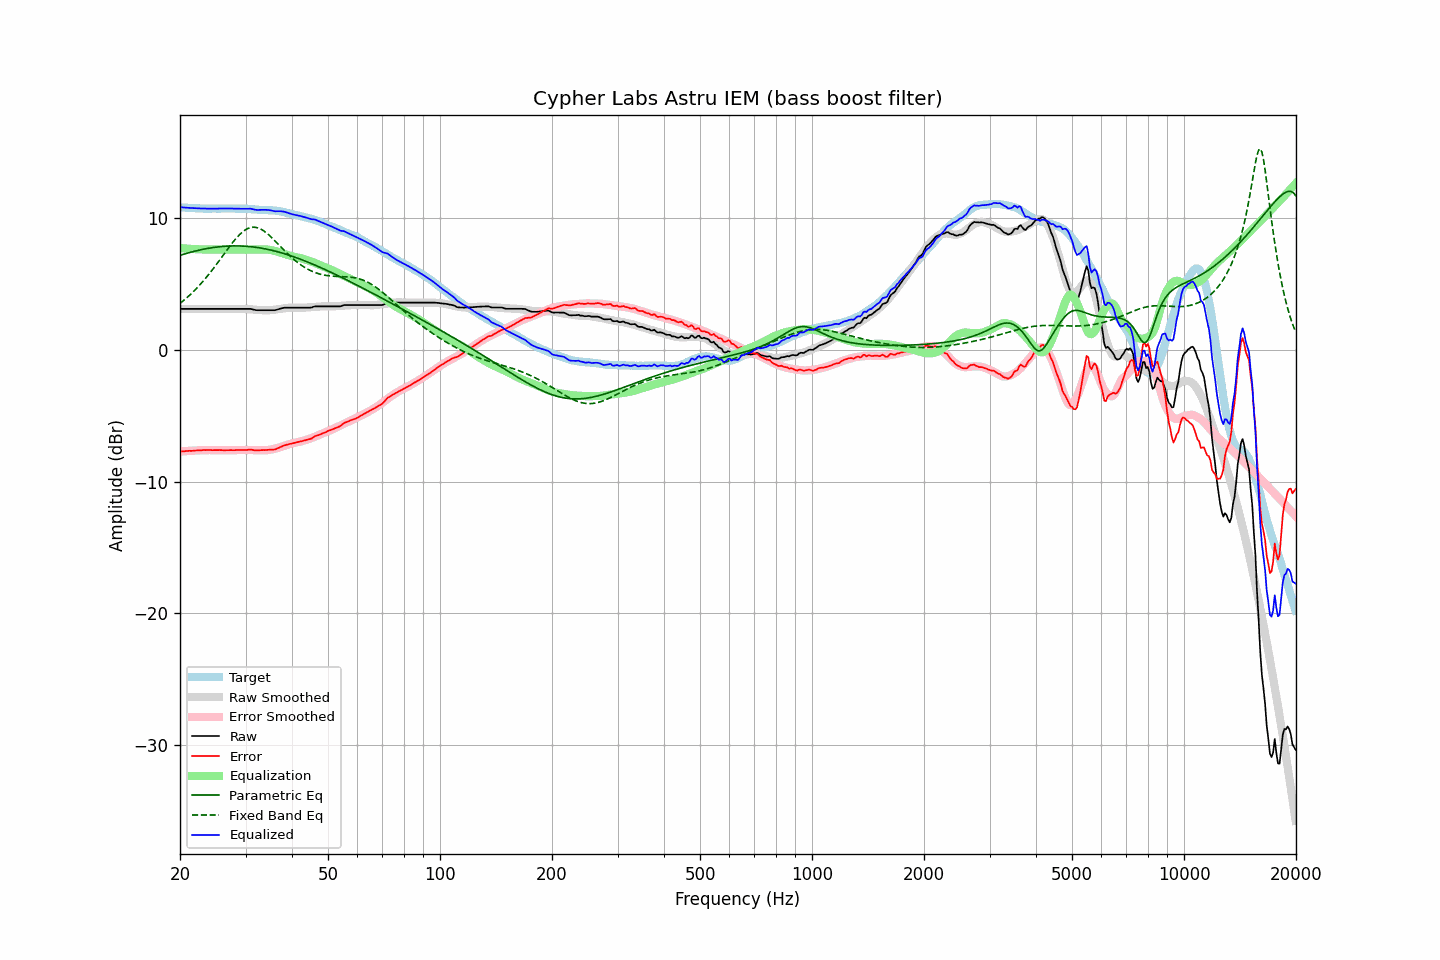 Cypher Labs Astru IEM (bass boost filter)
10
0
−10
−20
−30
Amplitude (dBr)
Target
Raw Smoothed
Error Smoothed
Raw
Error
Equalization
Parametric Eq
Fixed Band Eq
Equalized
20 50 100 200 500 1000 2000 5000 10000 20000
Frequency (Hz)